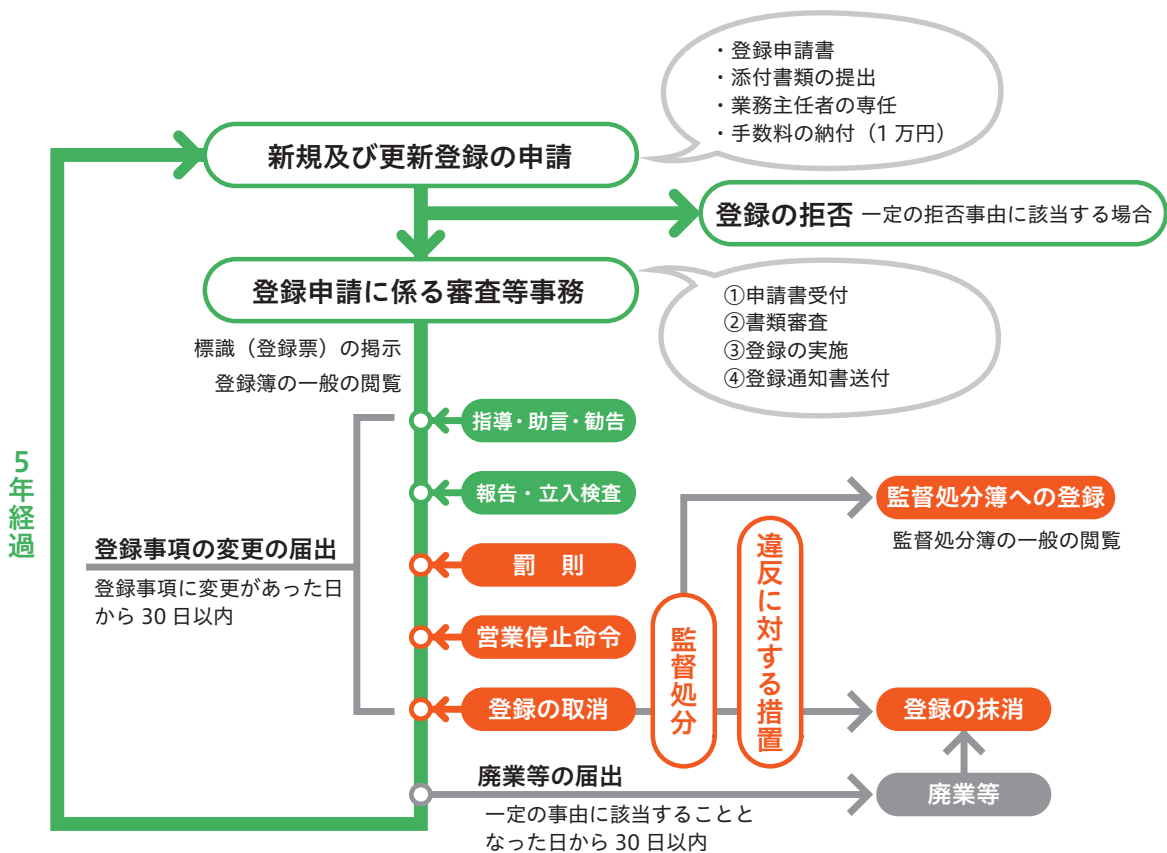 ・登録申請書
・添付書類の提出
・業務主任者の専任
・手数料の納付（1 万円）
新規及び更新登録の申請
登録の拒否 一定の拒否事由に該当する場合
登録申請に係る審査等事務
①申請書受付
②書類審査
③登録の実施
④登録通知書送付
標識（登録票）の掲示
登録簿の一般の閲覧
指導・助言・勧告
5年経過
報告・立入検査
監督処分簿への登録
監督処分簿の一般の閲覧
登録事項の変更の届出
登録事項に変更があった日
から 30 日以内
罰　則
営業停止命令
登録の取消
監督処分
違反に対する措置
登録の抹消
廃業等の届出
一定の事由に該当することと
なった日から 30 日以内
廃業等